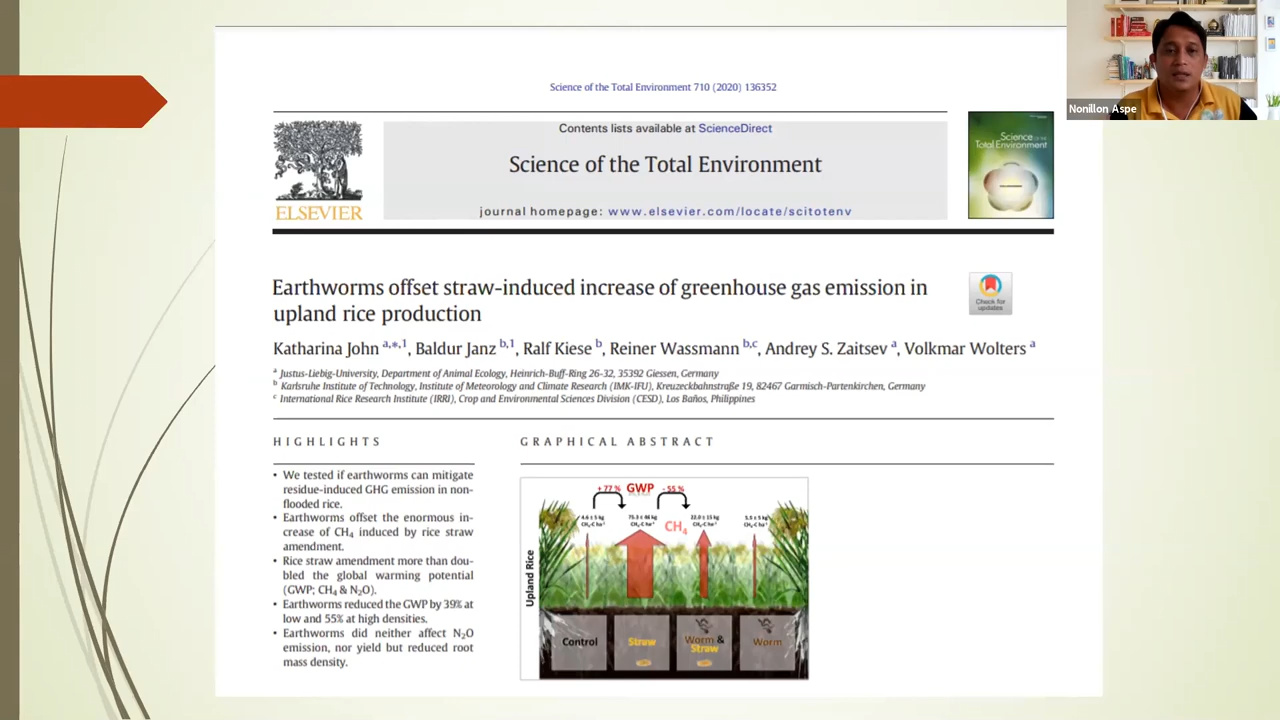 Nonillon Aspe
Science of the Total Environment 710 (2020) 136352
Contents lists available at ScienceDirect
Science of the Total Environment
journal homepage: www.elsevier.com/locate/scitotenv
ELSEVIER
Science
Total Environment
Earthworms offset straw-induced increase of greenhouse gas emission in
upland rice production
Check for
updates
Katharina John a,*,1, Baldur Janz b,1, Ralf Kiese b, Reiner Wassmann b,c, Andrey S. Zaitsev a, Volkmar Wolters a
a Justus-Liebig-University, Department of Animal Ecology, Heinrich-Buff-Ring 26-32, 35392 Giessen, Germany
b Karlsruhe Institute of Technology, Institute of Meteorology and Climate Research (IMK-IFU), Kreuzeckbahnstraße 19, 82467 Garmisch-Partenkirchen, Germany
c International Rice Research Institute (IRRI), Crop and Environmental Sciences Division (CESD), Los Baños, Philippines
HIGHLIGHTS
• We tested if earthworms can mitigate
residue-induced GHG emission in non-
flooded rice.
• Earthworms offset the enormous in-
crease of CH4 induced by rice straw
amendment.
• Rice straw amendment more than dou-
bled the global warming potential
(GWP; CH4 & N2O).
• Earthworms reduced the GWP by 39% at
low and 55% at high densities.
• Earthworms did neither affect N2O
emission, nor yield but reduced root
mass density.
GRAPHICAL ABSTRACT
+ 77 % GWP - 55 %
CH4
Upland Rice
Control
Straw
Worm &
Straw
Worm